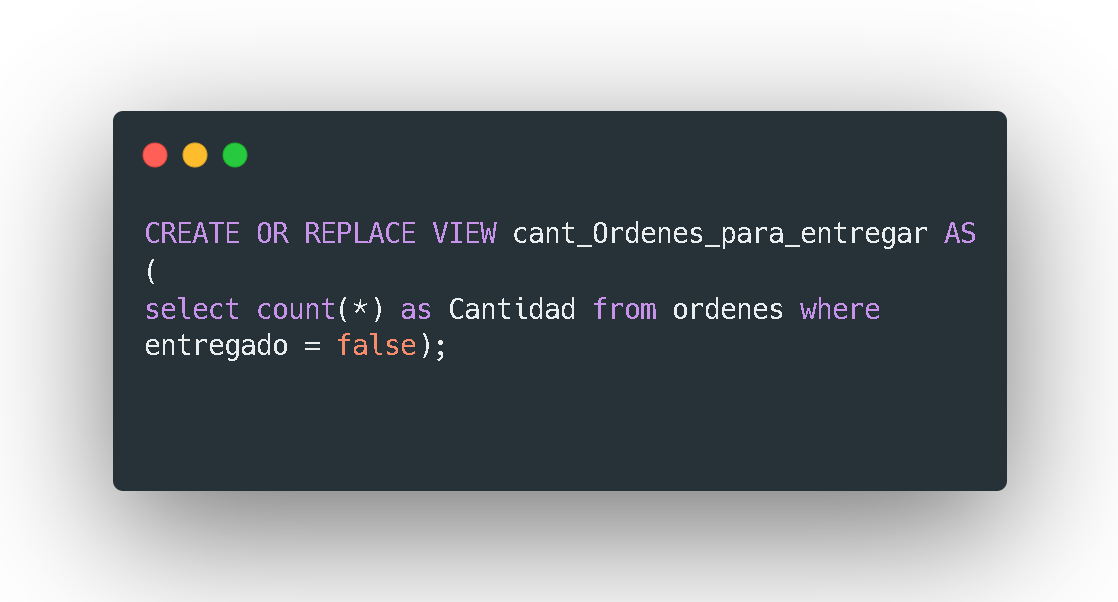 CREATE OR REPLACE VIEW cant_Ordenes_para_entregar AS
(
select count(*) as Cantidad from ordenes where
entregado = false);